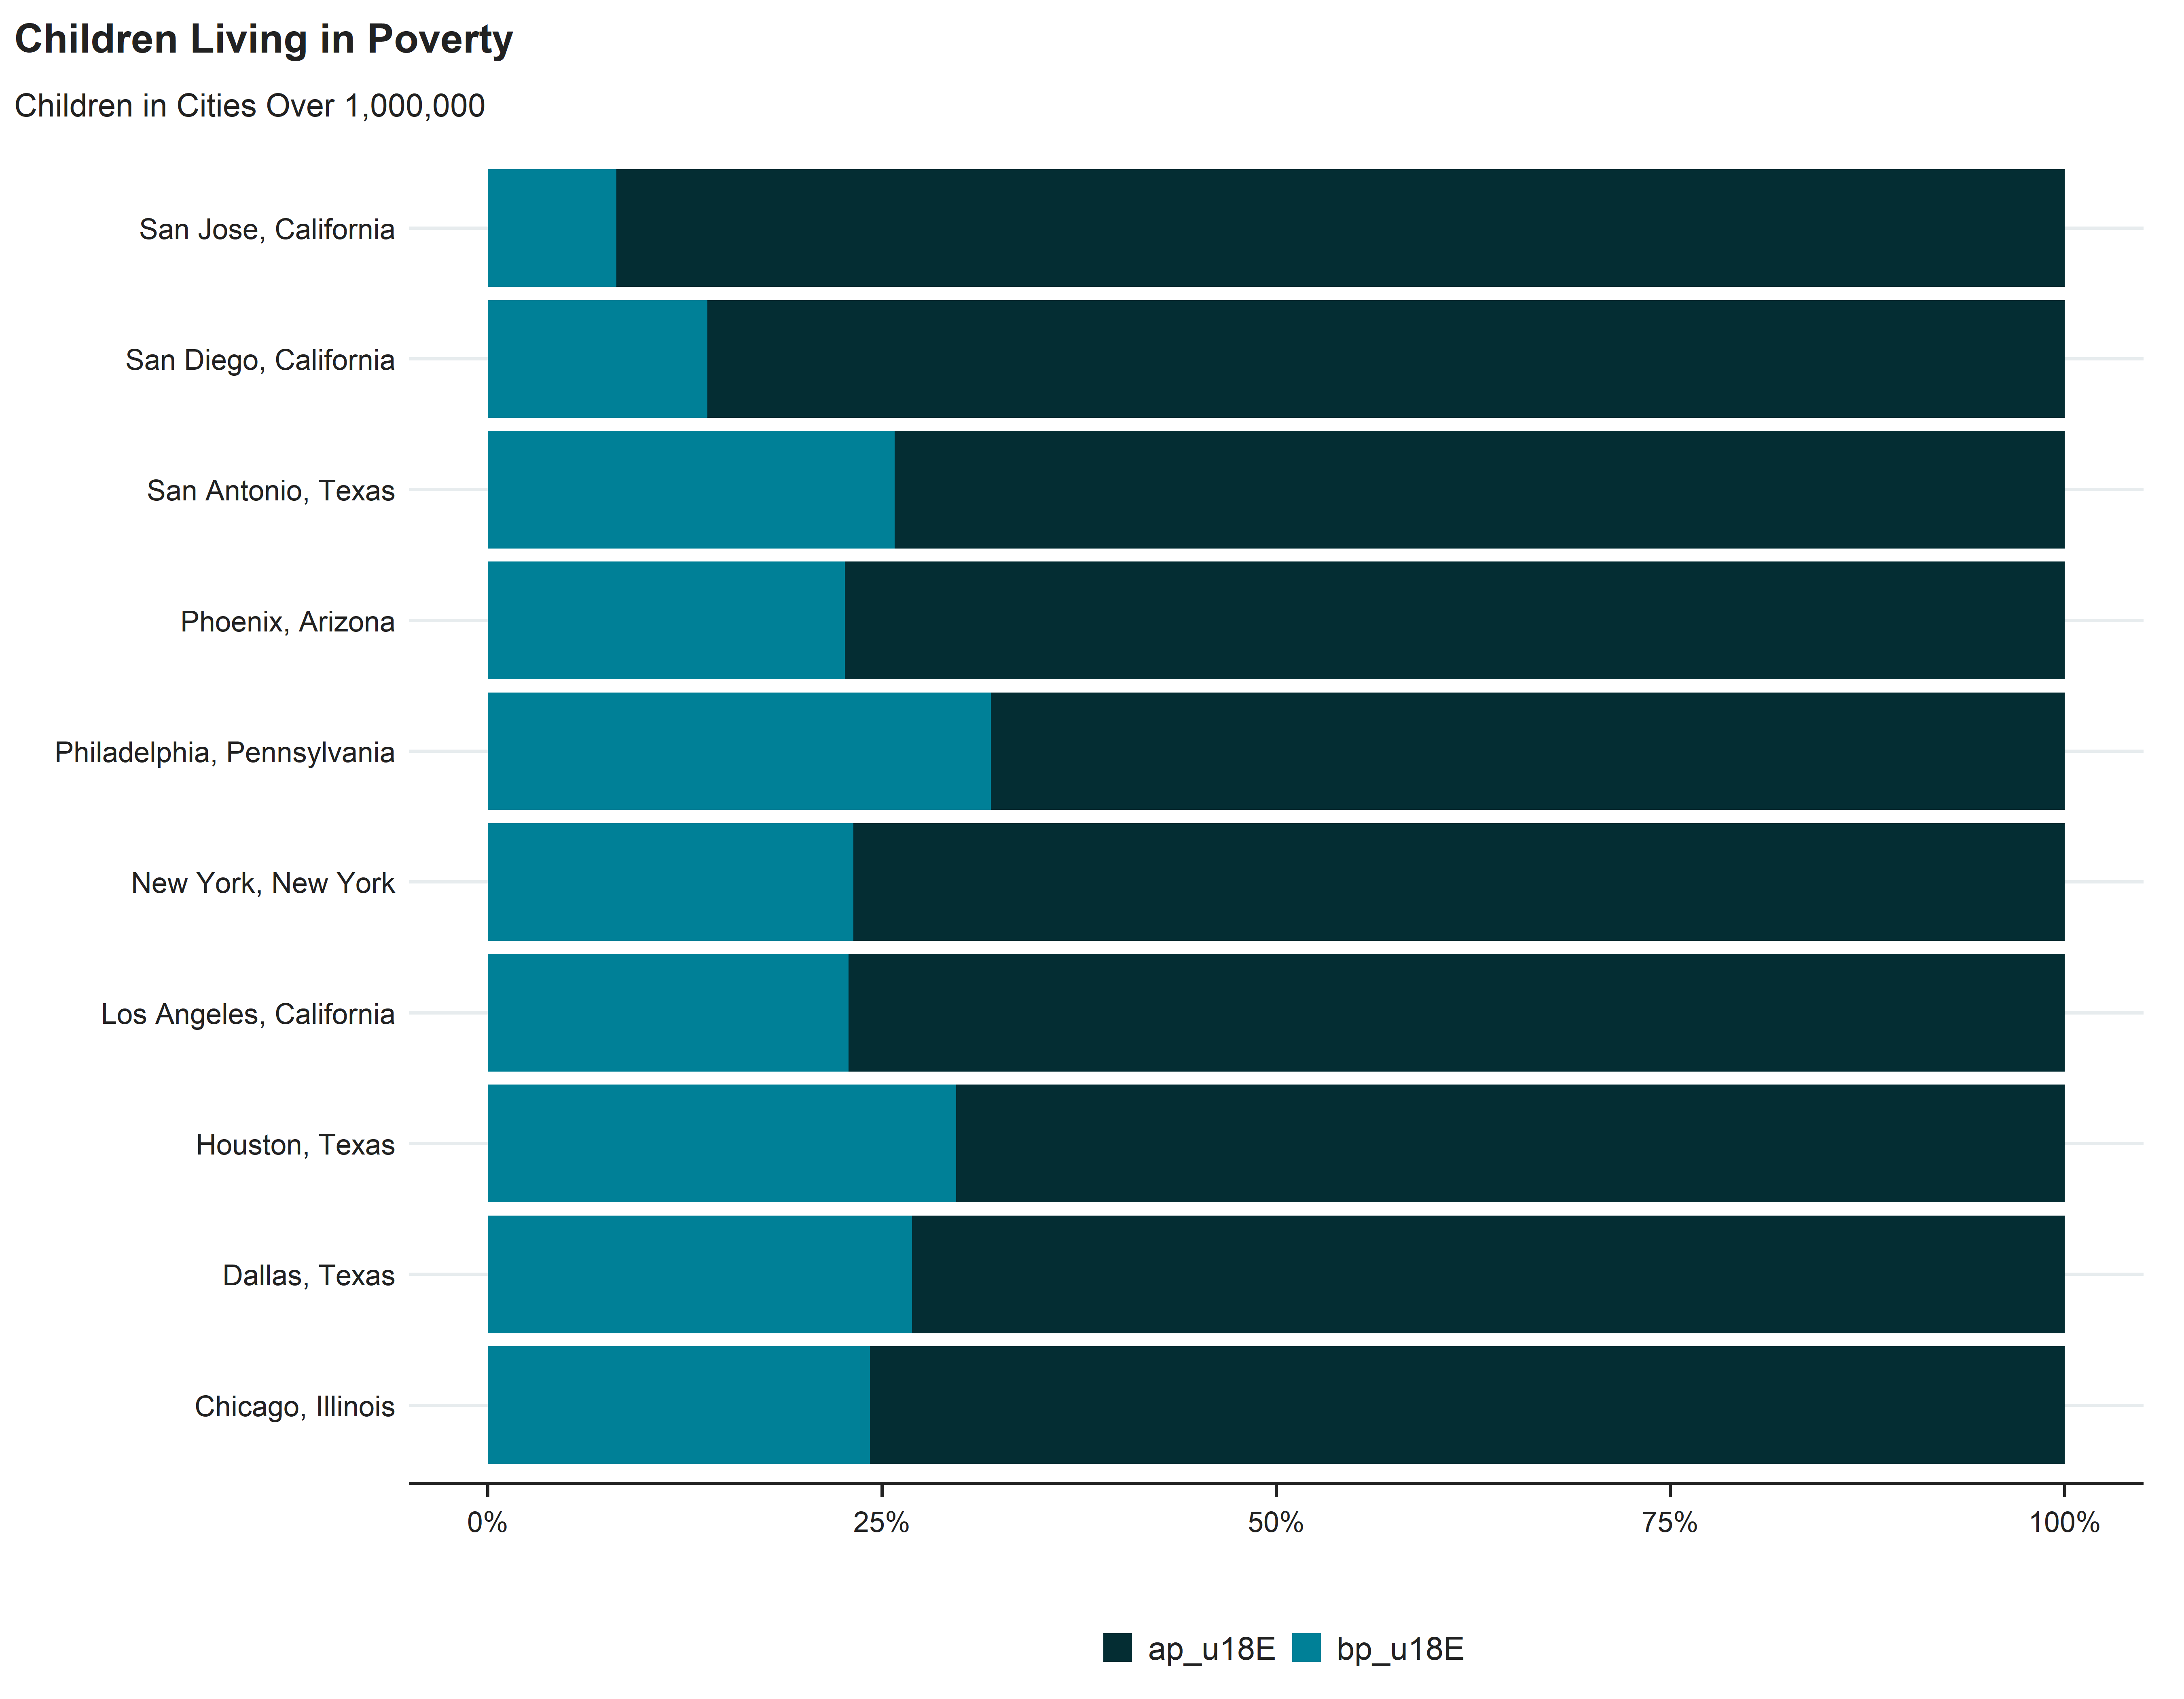 Children Living in Poverty
Children in Cities Over 1,000,000
San Jose, California
San Diego, California
San Antonio, Texas
Phoenix, Arizona
Philadelphia, Pennsylvania
New York, New York
Los Angeles, California
Houston, Texas
Dallas, Texas
Chicago, Illinois
0% 25% 50% 75% 100%
ap_u18E bp_u18E